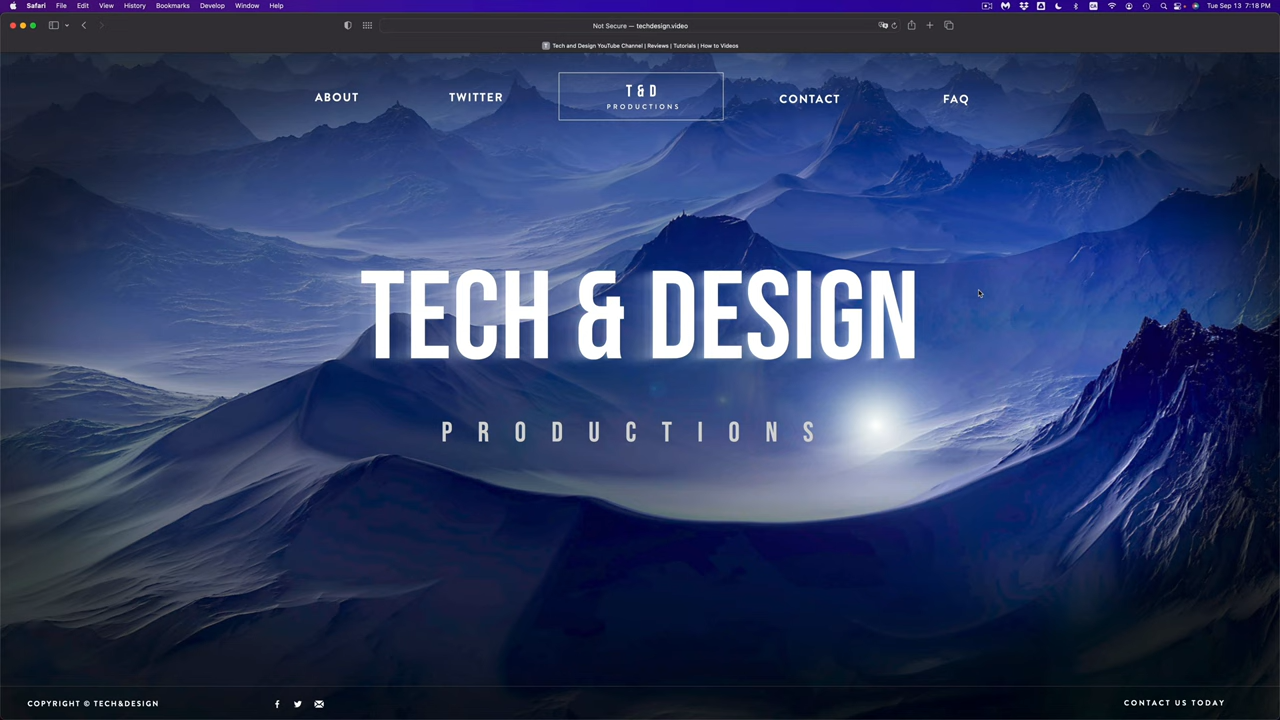 Safari File Edit View History Bookmarks Develop Window Help
Tue Sep 13 7:18 PM
Not Secure — techdesign.video
Tech and Design YouTube Channel | Reviews | Tutorials | How to Videos
ABOUT
TWITTER
T&D
PRODUCTIONS
CONTACT
FAQ
TECH & DESIGN
PRODUCTIONS
COPYRIGHT © TECH&DESIGN
CONTACT US TODAY